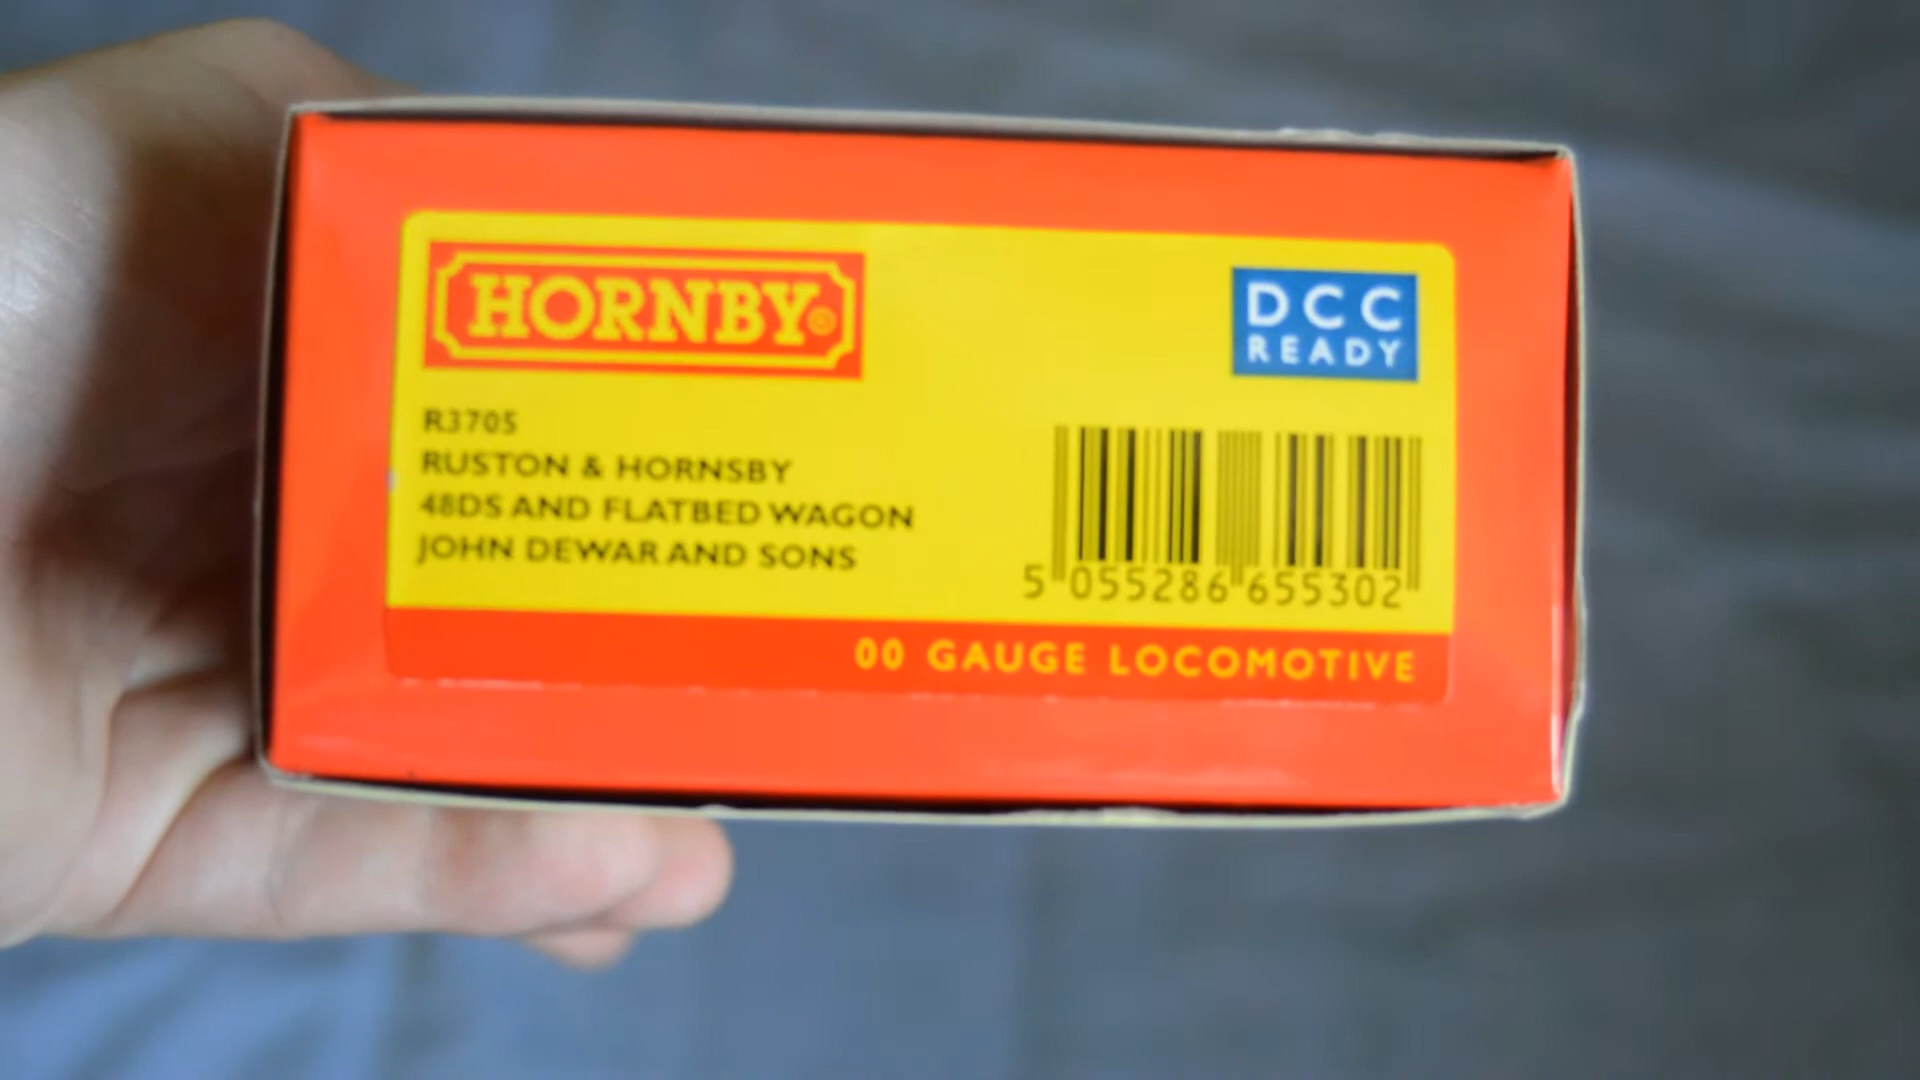 HORNBY®
DCC
READY
R3705
RUSTON & HORNSBY
48DS AND FLATBED WAGON
JOHN DEWAR AND SONS
5 055286 655302
00 GAUGE LOCOMOTIVE